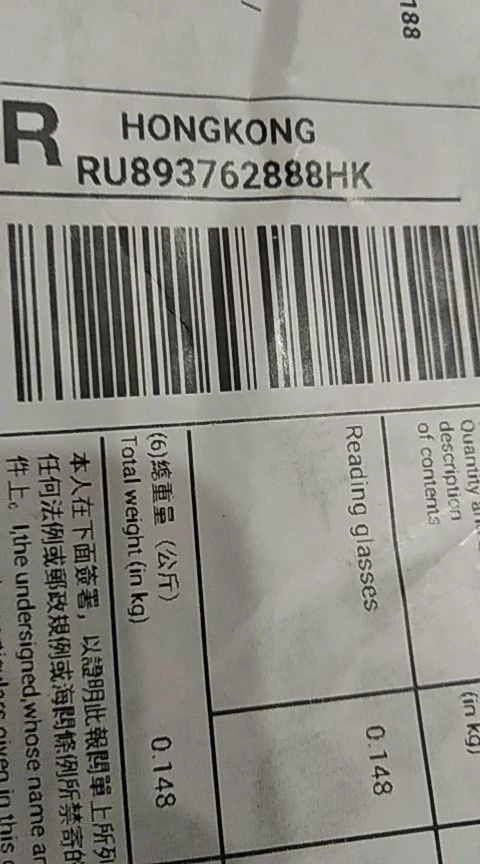 188
R
HONGKONG
RU893762888HK
Quantity
description
of contents
(in kg)
Reading glasses
0.148
(6)總重量（公斤）
Total weight (in kg)
0.148
本人在下面簽署，以證明此報關單上所列
任何法例或郵政規例或海關條例所禁寄的
件上。I,the undersigned,whose name
given in this